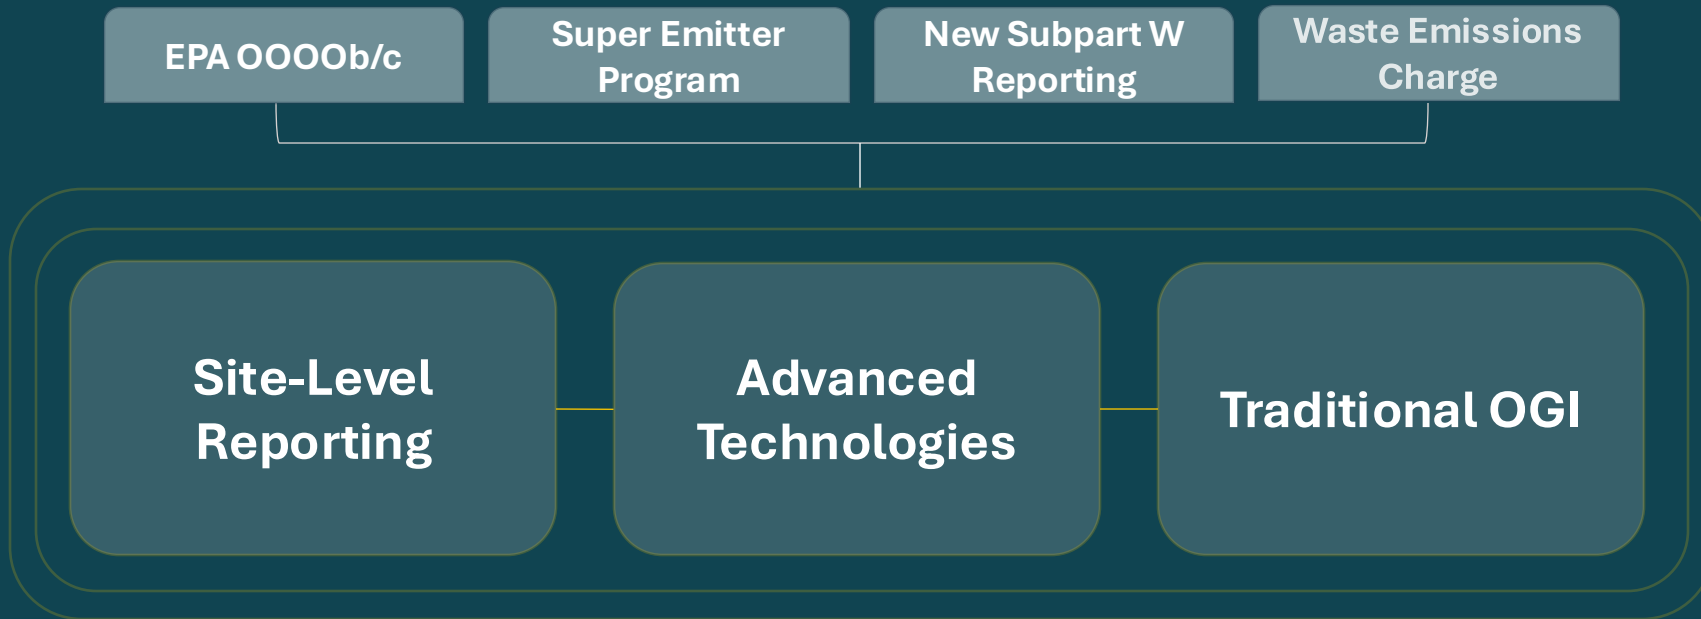 EPA OOOOb/c
Super Emitter
Program
New Subpart W
Reporting
Waste Emissions
Charge
Site-Level
Reporting
Advanced
Technologies
Traditional OGI